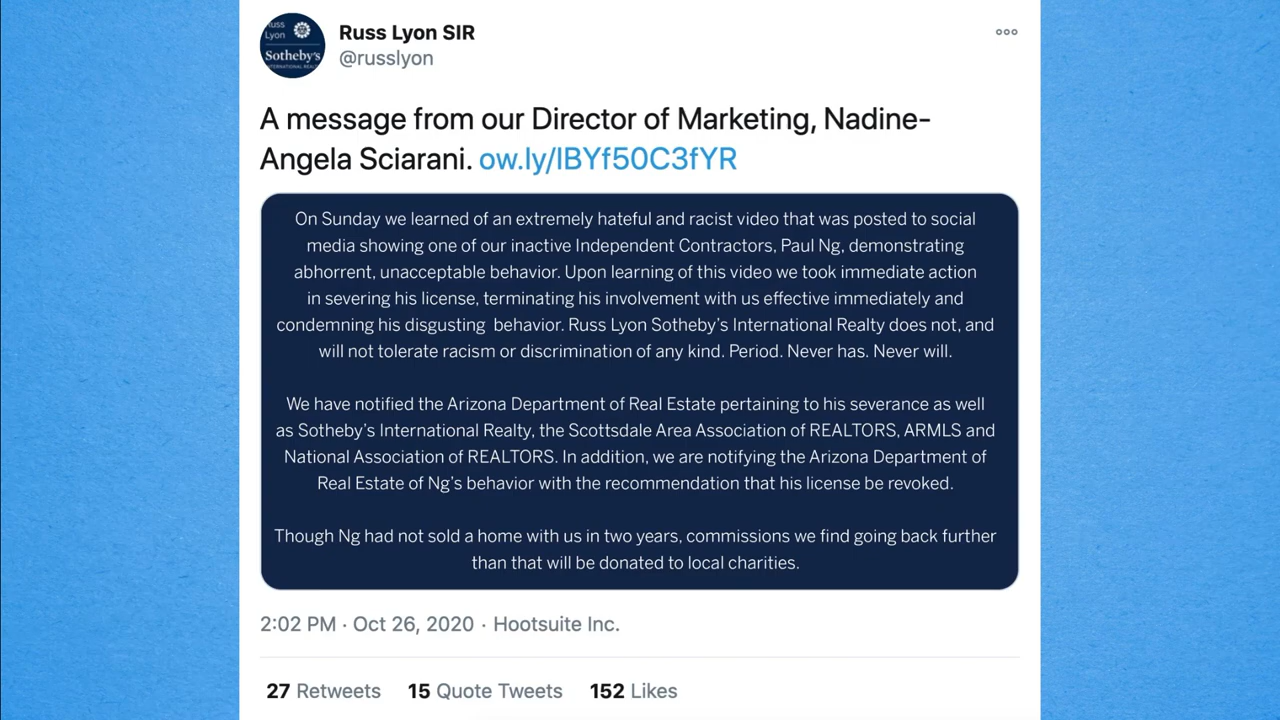 Russ
Lyon
Sotheby's
INTERNATIONAL REALTY
Russ Lyon SIR
@russlyon
A message from our Director of Marketing, Nadine-
Angela Sciarani. ow.ly/lBYf50C3fYR
On Sunday we learned of an extremely hateful and racist video that was posted to social
media showing one of our inactive Independent Contractors, Paul Ng, demonstrating
abhorrent, unacceptable behavior. Upon learning of this video we took immediate action
in severing his license, terminating his involvement with us effective immediately and
condemning his disgusting behavior. Russ Lyon Sotheby's International Realty does not, and
will not tolerate racism or discrimination of any kind. Period. Never has. Never will.
We have notified the Arizona Department of Real Estate pertaining to his severance as well
as Sotheby's International Realty, the Scottsdale Area Association of REALTORS, ARMLS and
National Association of REALTORS. In addition, we are notifying the Arizona Department of
Real Estate of Ng's behavior with the recommendation that his license be revoked.
Though Ng had not sold a home with us in two years, commissions we find going back further
than that will be donated to local charities.
2:02 PM · Oct 26, 2020 · Hootsuite Inc.
27 Retweets 15 Quote Tweets 152 Likes